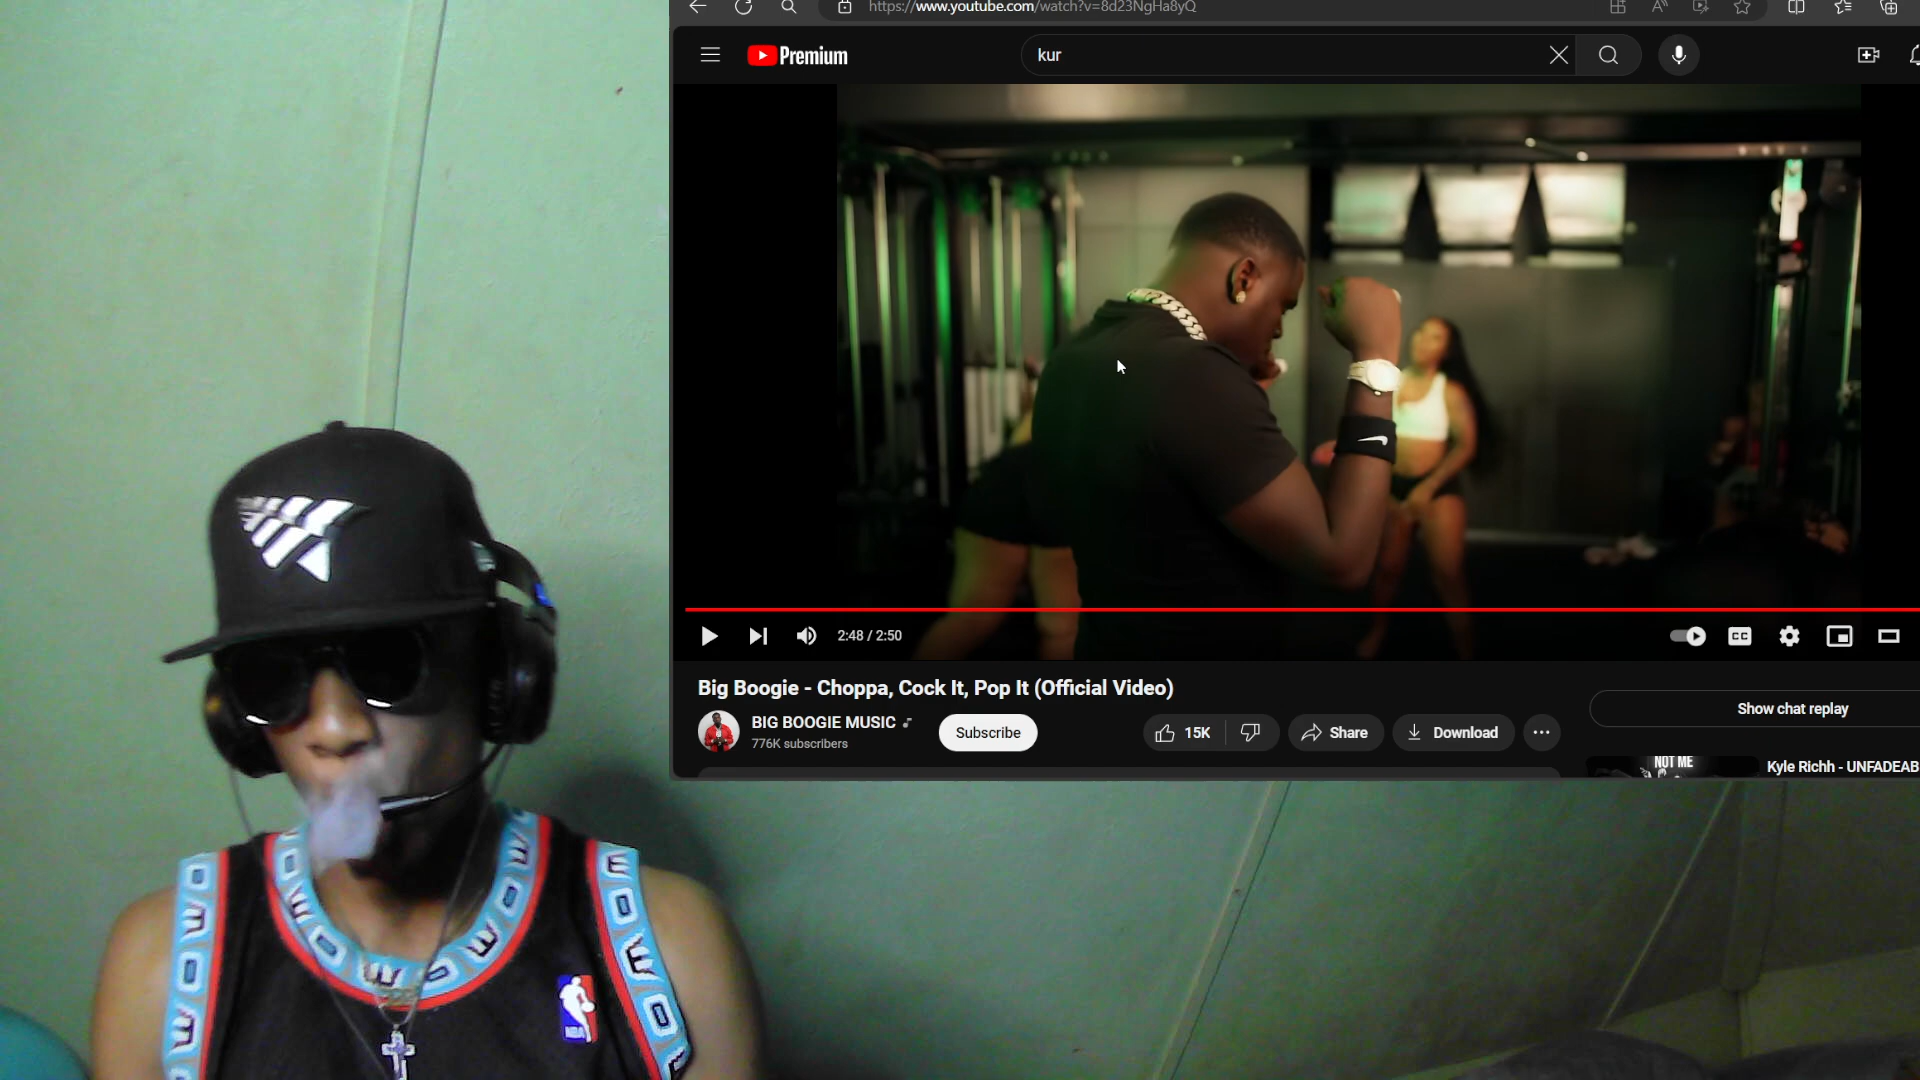 https://www.youtube.com/watch?v=8d23NgHa8yQ
Premium
kur
2:48 / 2:50
CC
Big Boogie - Choppa, Cock It, Pop It (Official Video)
BIG BOOGIE MUSIC
776K subscribers
Subscribe
15K
Share
Download
Show chat replay
NOT ME
Kyle Richh - UNFADEAB
NBA